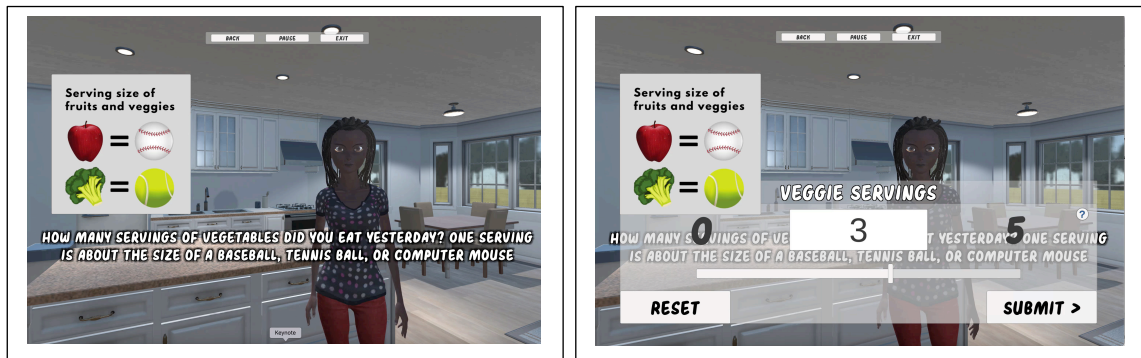 BACK PAUSE EXIT
Serving size of
fruits and veggies
=
=
HOW MANY SERVINGS OF VEGETABLES DID YOU EAT YESTERDAY? ONE SERVING
IS ABOUT THE SIZE OF A BASEBALL, TENNIS BALL, OR COMPUTER MOUSE
Keynote
BACK PAUSE EXIT
Serving size of
fruits and veggies
=
=
VEGGIE SERVINGS
0 3 5
?
HOW MANY SERVINGS OF VE T YESTERDAY? ONE SERVING
IS ABOUT THE SIZE OF A BASEBALL, TENNIS BALL, OR COMPUTER MOUSE
RESET SUBMIT >